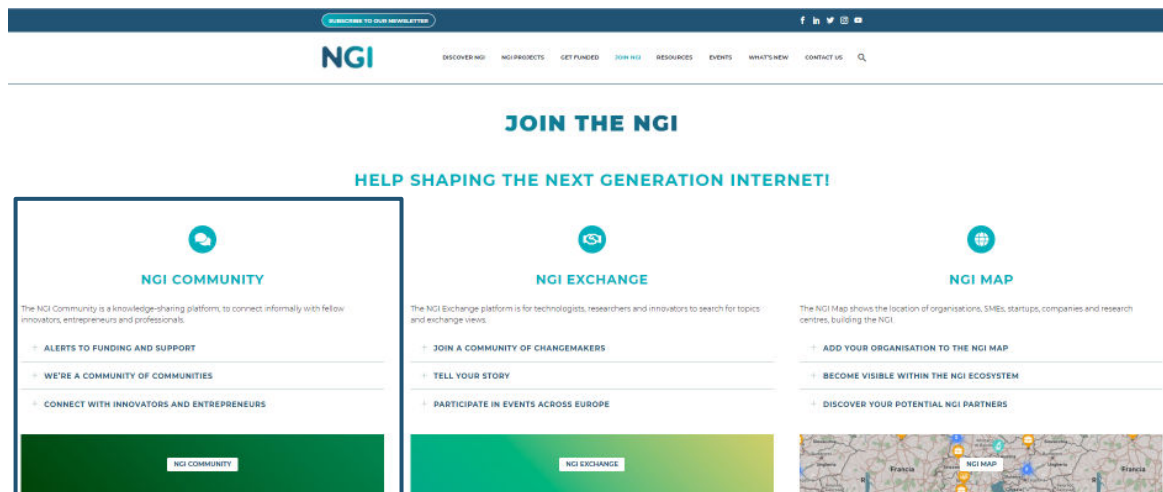 SUBSCRIBE TO OUR NEWSLETTER
NGI
DISCOVER NGI NGI PROJECTS GET FUNDED JOIN NGI RESOURCES EVENTS WHAT'S NEW CONTACT US
JOIN THE NGI
HELP SHAPING THE NEXT GENERATION INTERNET!
NGI COMMUNITY
The NGI Community is a knowledge-sharing platform, to connect informally with fellow
innovators, entrepreneurs and professionals.
+ ALERTS TO FUNDING AND SUPPORT
+ WE'RE A COMMUNITY OF COMMUNITIES
+ CONNECT WITH INNOVATORS AND ENTREPRENEURS
NGI COMMUNITY
NGI EXCHANGE
The NGI Exchange platform is for technologists, researchers and innovators to search for topics
and exchange views.
+ JOIN A COMMUNITY OF CHANGEMAKERS
+ TELL YOUR STORY
+ PARTICIPATE IN EVENTS ACROSS EUROPE
NGI EXCHANGE
NGI MAP
The NGI Map shows the location of organisations, SMEs, startups, companies and research
centres, building the NGI.
+ ADD YOUR ORGANISATION TO THE NGI MAP
+ BECOME VISIBLE WITHIN THE NGI ECOSYSTEM
+ DISCOVER YOUR POTENTIAL NGI PARTNERS
NGI MAP
Francia
Francia